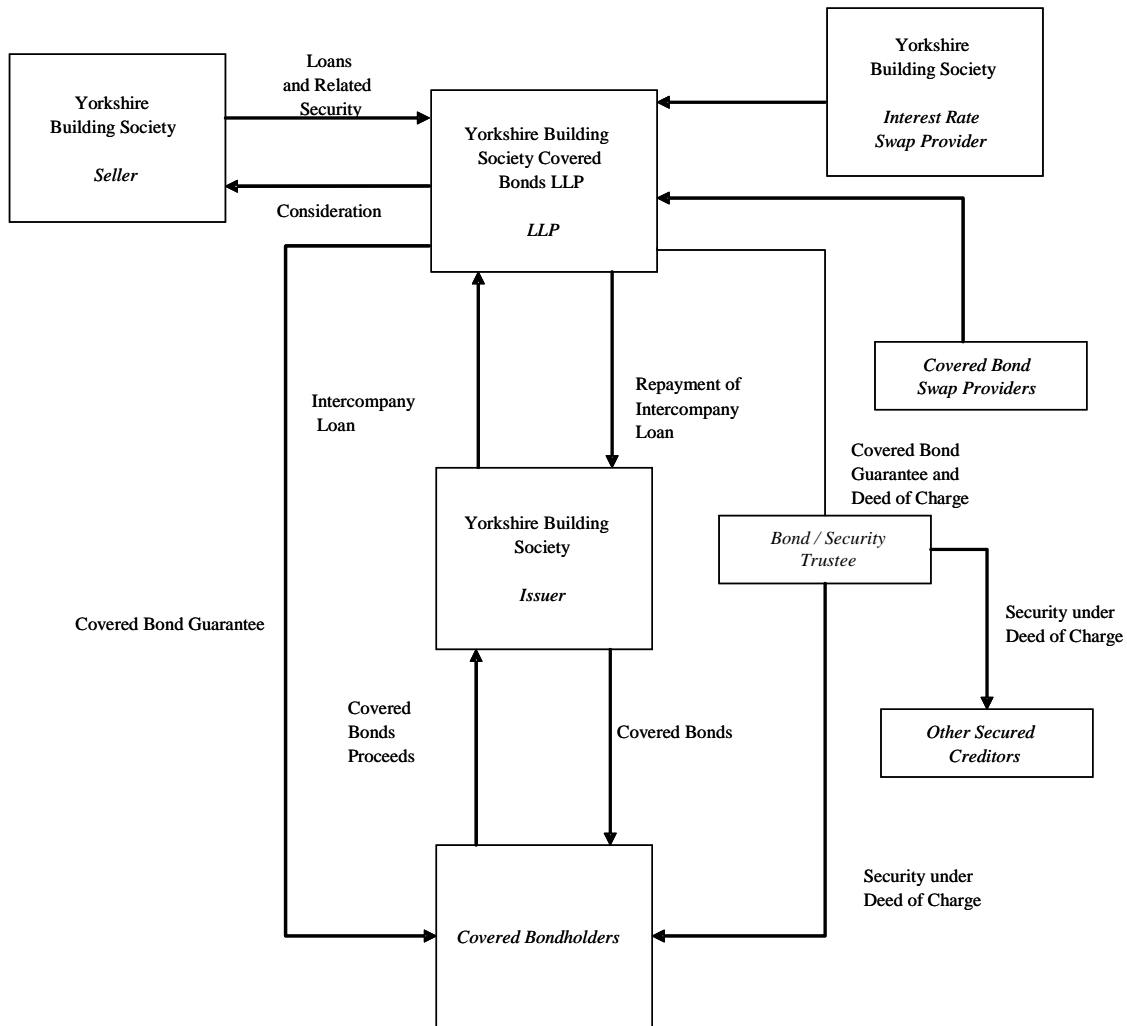 Yorkshire
Building Society
Seller
Loans
and Related
Security
Consideration
Yorkshire Building
Society Covered
Bonds LLP
LLP
Yorkshire
Building Society
Interest Rate
Swap Provider
Covered Bond
Swap Providers
Intercompany
Loan
Repayment of
Intercompany
Loan
Covered Bond
Guarantee and
Deed of Charge
Yorkshire Building
Society
Issuer
Bond / Security
Trustee
Covered Bond Guarantee
Security under
Deed of Charge
Covered
Bonds
Proceeds
Covered Bonds
Other Secured
Creditors
Security under
Deed of Charge
Covered Bondholders